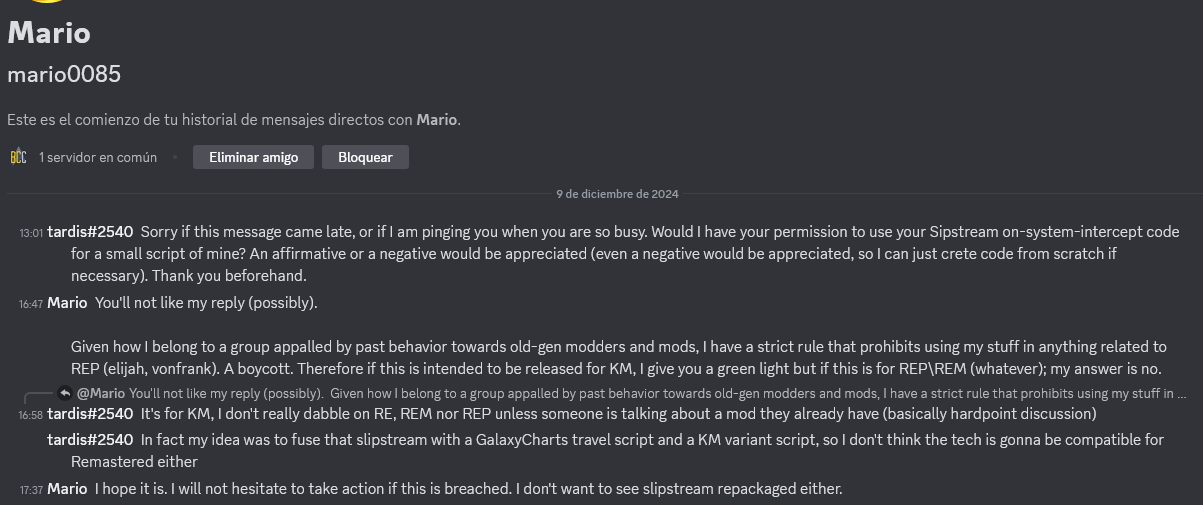 Mario
mario0085
Este es el comienzo de tu historial de mensajes directos con Mario.
BCC 1 servidor en común • Eliminar amigo Bloquear
9 de diciembre de 2024
13:01 tardis#2540 Sorry if this message came late, or if I am pinging you when you are so busy. Would I have your permission to use your Sipstream on-system-intercept code
for a small script of mine? An affirmative or a negative would be appreciated (even a negative would be appreciated, so I can just crete code from scratch if
necessary). Thank you beforehand.
16:47 Mario You'll not like my reply (possibly).
Given how I belong to a group appalled by past behavior towards old-gen modders and mods, I have a strict rule that prohibits using my stuff in anything related to
REP (elijah, vonfrank). A boycott. Therefore if this is intended to be released for KM, I give you a green light but if this is for REP\REM (whatever); my answer is no.
@Mario You'll not like my reply (possibly). Given how I belong to a group appalled by past behavior towards old-gen modders and mods, I have a strict rule that prohibits using my stuff in ...
16:58 tardis#2540 It's for KM, I don't really dabble on RE, REM nor REP unless someone is talking about a mod they already have (basically hardpoint discussion)
tardis#2540 In fact my idea was to fuse that slipstream with a GalaxyCharts travel script and a KM variant script, so I don't think the tech is gonna be compatible for
Remastered either
17:37 Mario I hope it is. I will not hesitate to take action if this is breached. I don't want to see slipstream repackaged either.